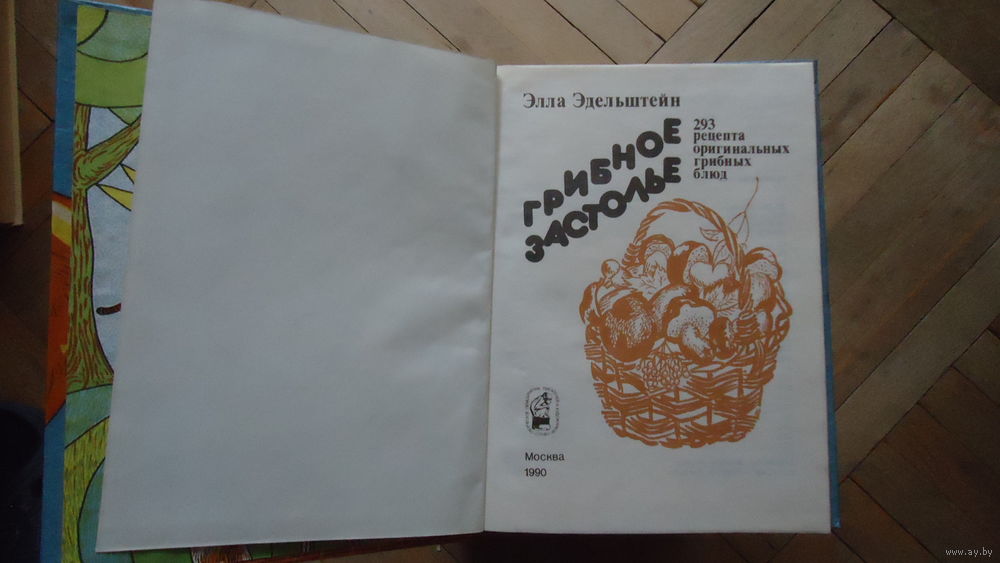 Элла Эдельштейн
ГРИБНОЕ
ЗАСТОЛЬЕ
293
рецепта
оригинальных
грибных
блюд
Москва
1990
www.ay.by